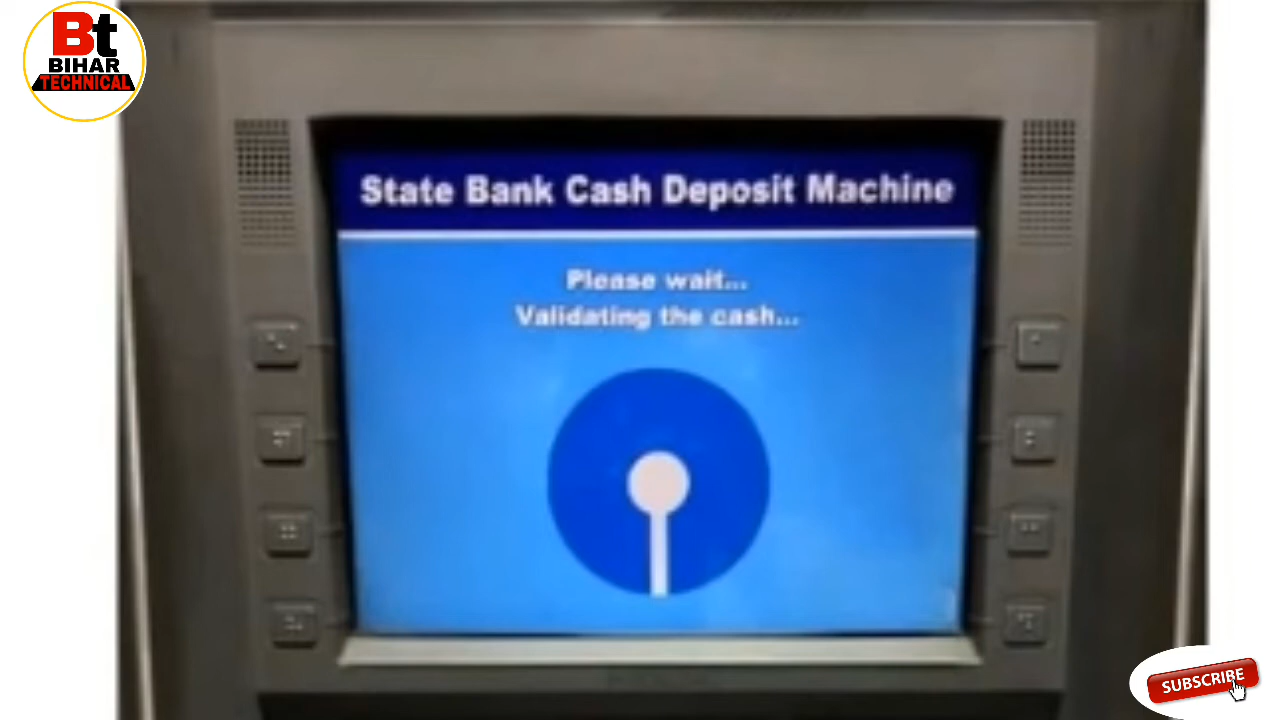 Bt
BIHAR
TECHNICAL
State Bank Cash Deposit Machine
Please wait...
Validating the cash...
SUBSCRIBE